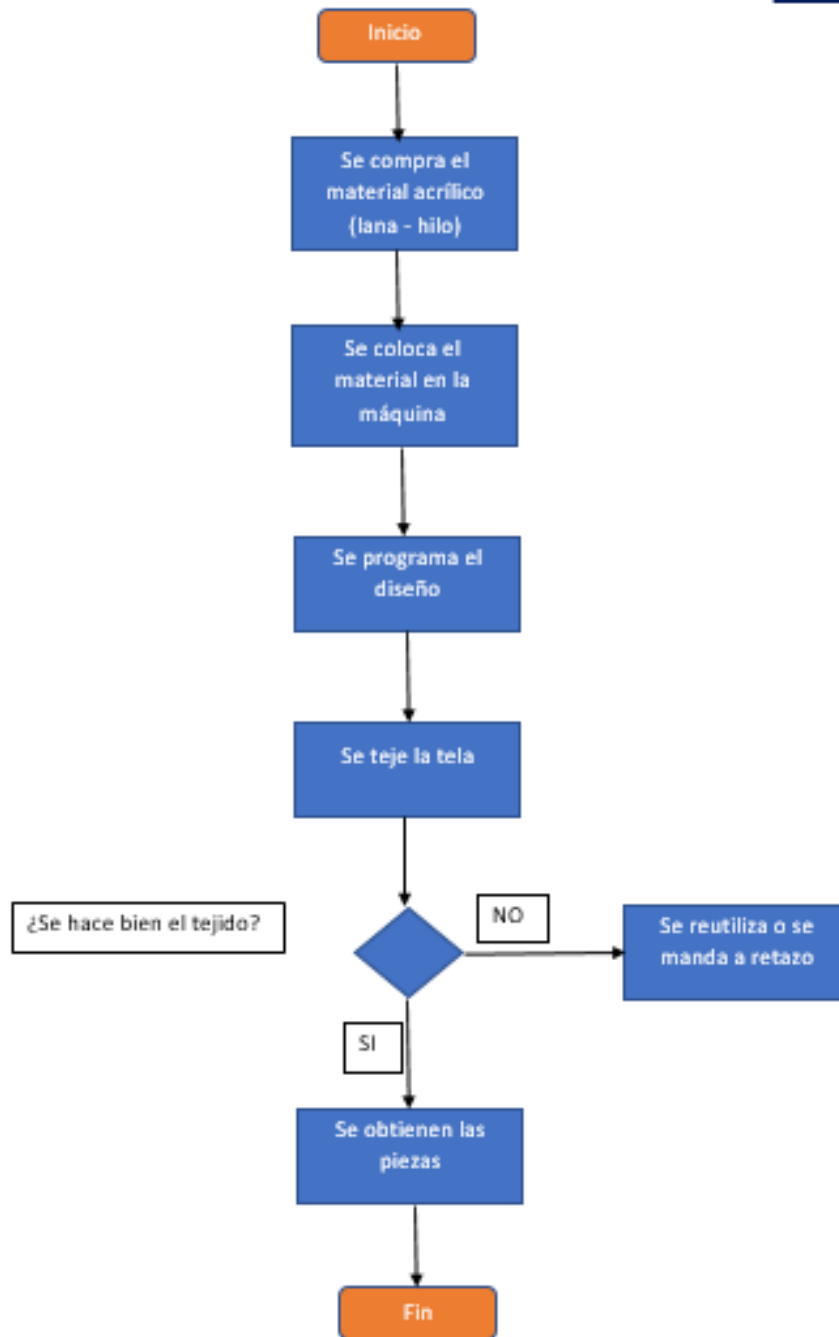 Inicio
Se compra el
material acrílico
(lana - hilo)
Se coloca el
material en la
máquina
Se programa el
diseño
Se teje la tela
¿Se hace bien el tejido?
NO
Se reutiliza o se
manda a retazo
SI
Se obtienen las
piezas
Fin